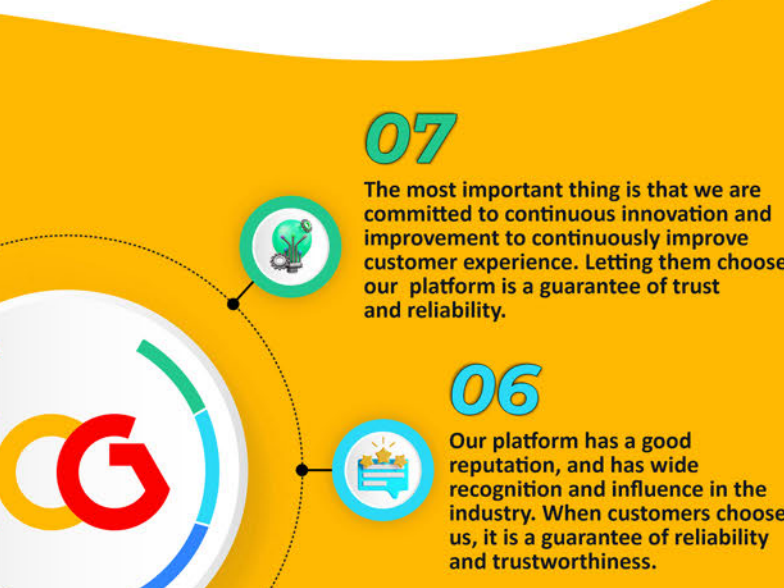 07
The most important thing is that we are
committed to continuous innovation and
improvement to continuously improve
customer experience. Letting them choose
our platform is a guarantee of trust
and reliability.
06
Our platform has a good
reputation, and has wide
recognition and influence in the
industry. When customers choose
us, it is a guarantee of reliability
and trustworthiness.